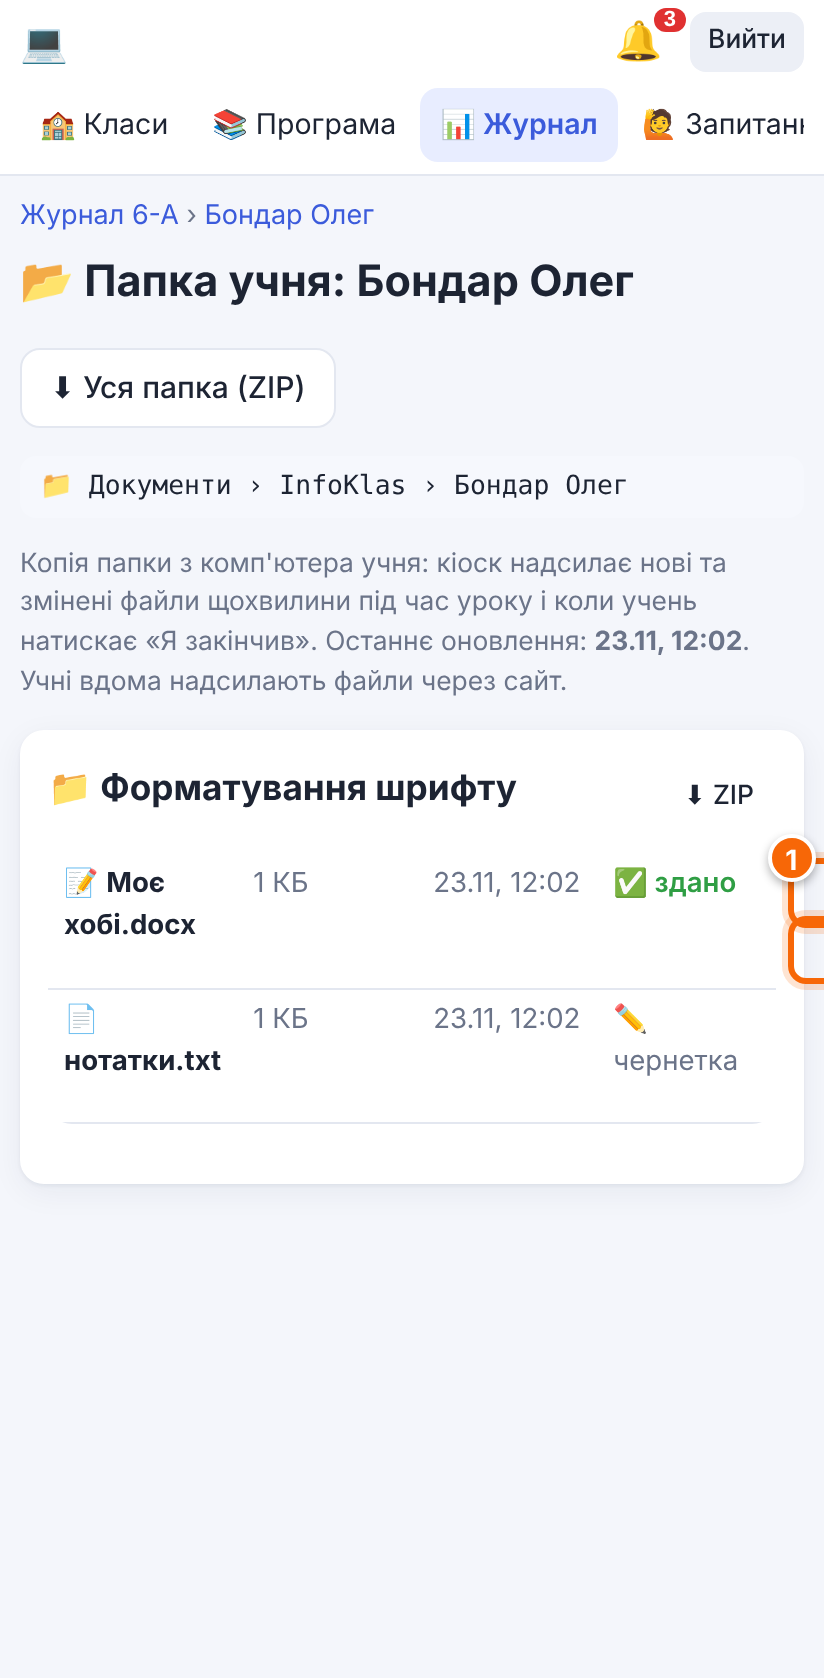 3
Вийти
Класи
Програма
Журнал
Журнал 6-А › Бондар Олег
Папка учня: Бондар Олег
⬇ Уся папка (ZIP)
Документи › InfoKlas › Бондар Олег
Копія папки з комп'ютера учня: кіоск надсилає нові та
змінені файли щохвилини під час уроку і коли учень
натискає «Я закінчив». Останнє оновлення: 23.11, 12:02.
Учні вдома надсилають файли через сайт.
Форматування шрифту
⬇ ZIP
1
Моє 1 КБ 23.11, 12:02 ✅ здано
хобі.docx
1 КБ 23.11, 12:02
нотатки.txt чернетка